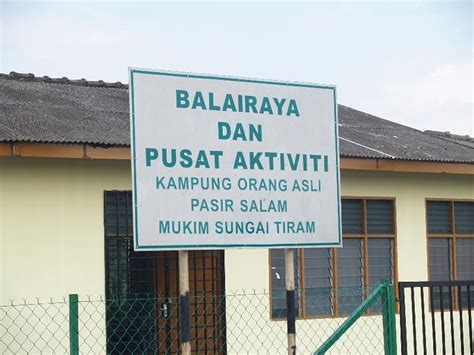 BALAIRAYA
DAN
PUSAT AKTIVITI
KAMPUNG ORANG ASLI
PASIR SALAM
MUKIM SUNGAI TIRAM